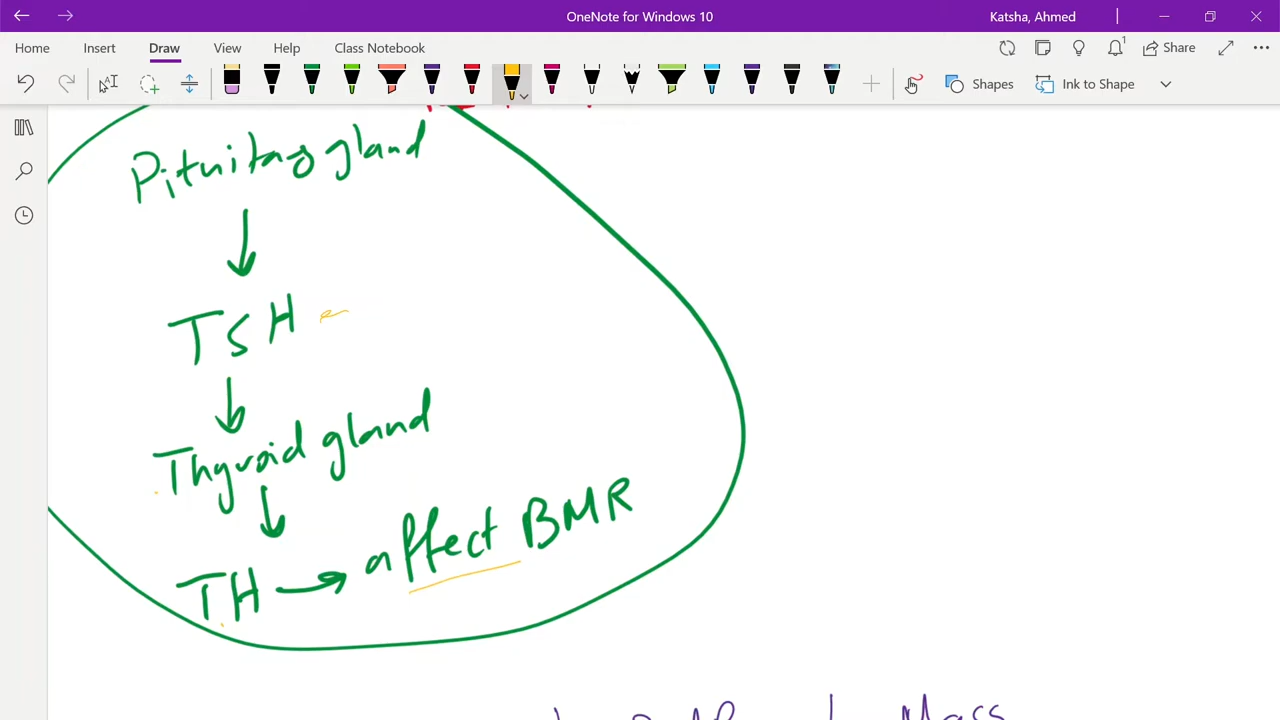 OneNote for Windows 10
Katsha, Ahmed
Home Insert Draw View Help Class Notebook
1 Share
Shapes Ink to Shape
Pituitary gland
TSH
Thyroid gland
TH → affect BMR
Mass